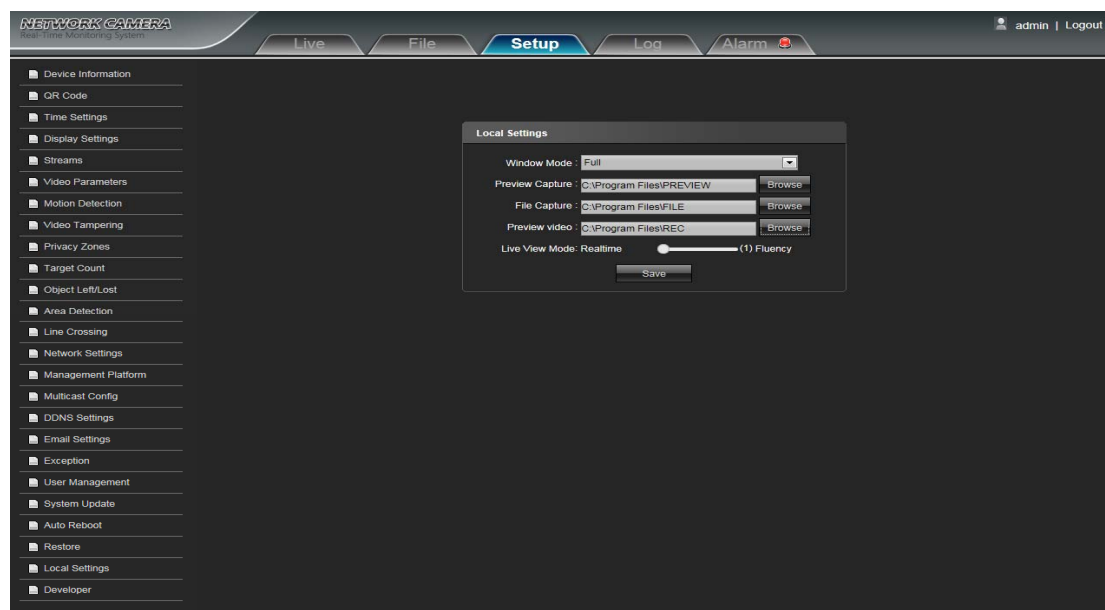 NETWORK CAMERA
Real-Time Monitoring System
Live
File
Setup
Log
Alarm
admin | Logout
Device Information
QR Code
Time Settings
Display Settings
Streams
Video Parameters
Motion Detection
Video Tampering
Privacy Zones
Target Count
Object Left/Lost
Area Detection
Line Crossing
Network Settings
Management Platform
Multicast Config
DDNS Settings
Email Settings
Exception
User Management
System Update
Auto Reboot
Restore
Local Settings
Developer
Local Settings
Window Mode : Full
Preview Capture : C:\Program Files\PREVIEW Browse
File Capture : C:\Program Files\FILE Browse
Preview video : C:\Program Files\REC Browse
Live View Mode: Realtime (1) Fluency
Save